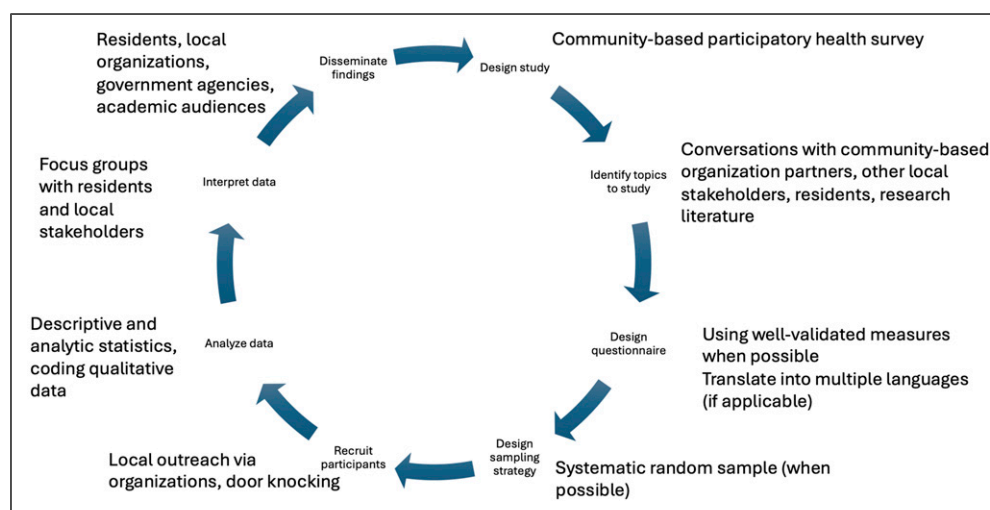 Residents, local
organizations,
government agencies,
academic audiences
Disseminate
findings
Design study
Community-based participatory health survey
Identify topics
to study
Conversations with community-based
organization partners, other local
stakeholders, residents, research
literature
Design
questionnaire
Using well-validated measures
when possible
Translate into multiple languages
(if applicable)
Design
sampling
strategy
Systematic random sample (when
possible)
Recruit
participants
Local outreach via
organizations, door knocking
Analyze data
Descriptive and
analytic statistics,
coding qualitative
data
Interpret data
Focus groups
with residents
and local
stakeholders